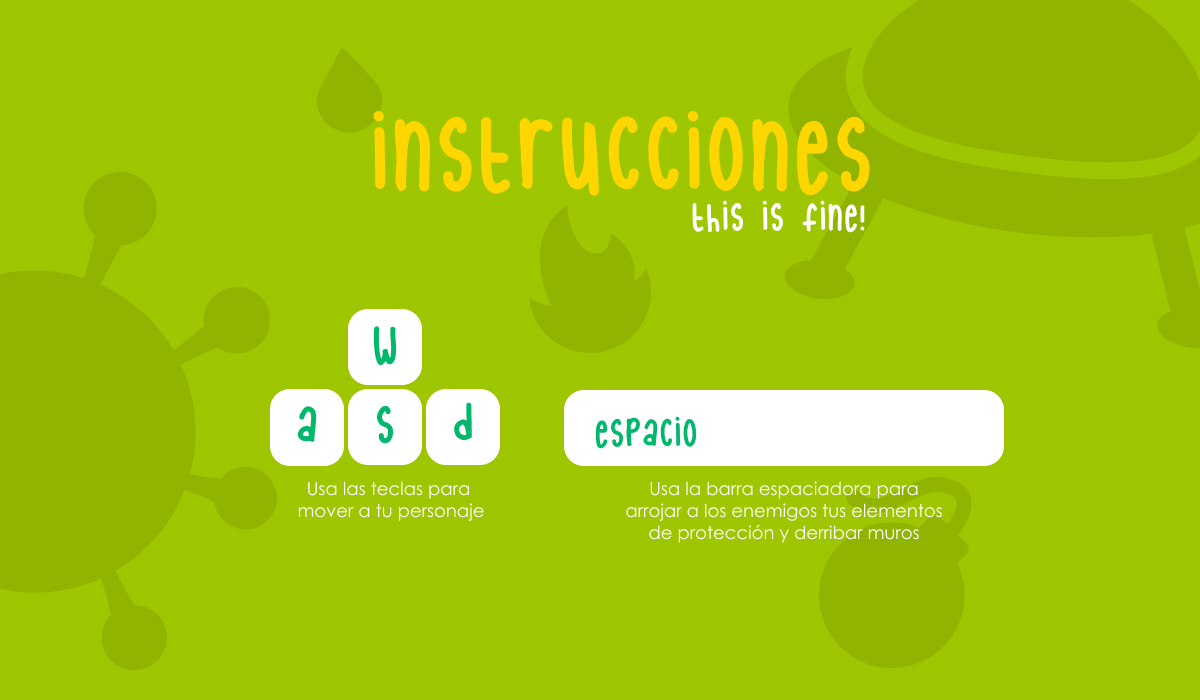 instrucciones
this is fine!
w
a s d
espacio
Usa las teclas para
mover a tu personaje
Usa la barra espaciadora para
arrojar a los enemigos tus elementos
de protección y derribar muros